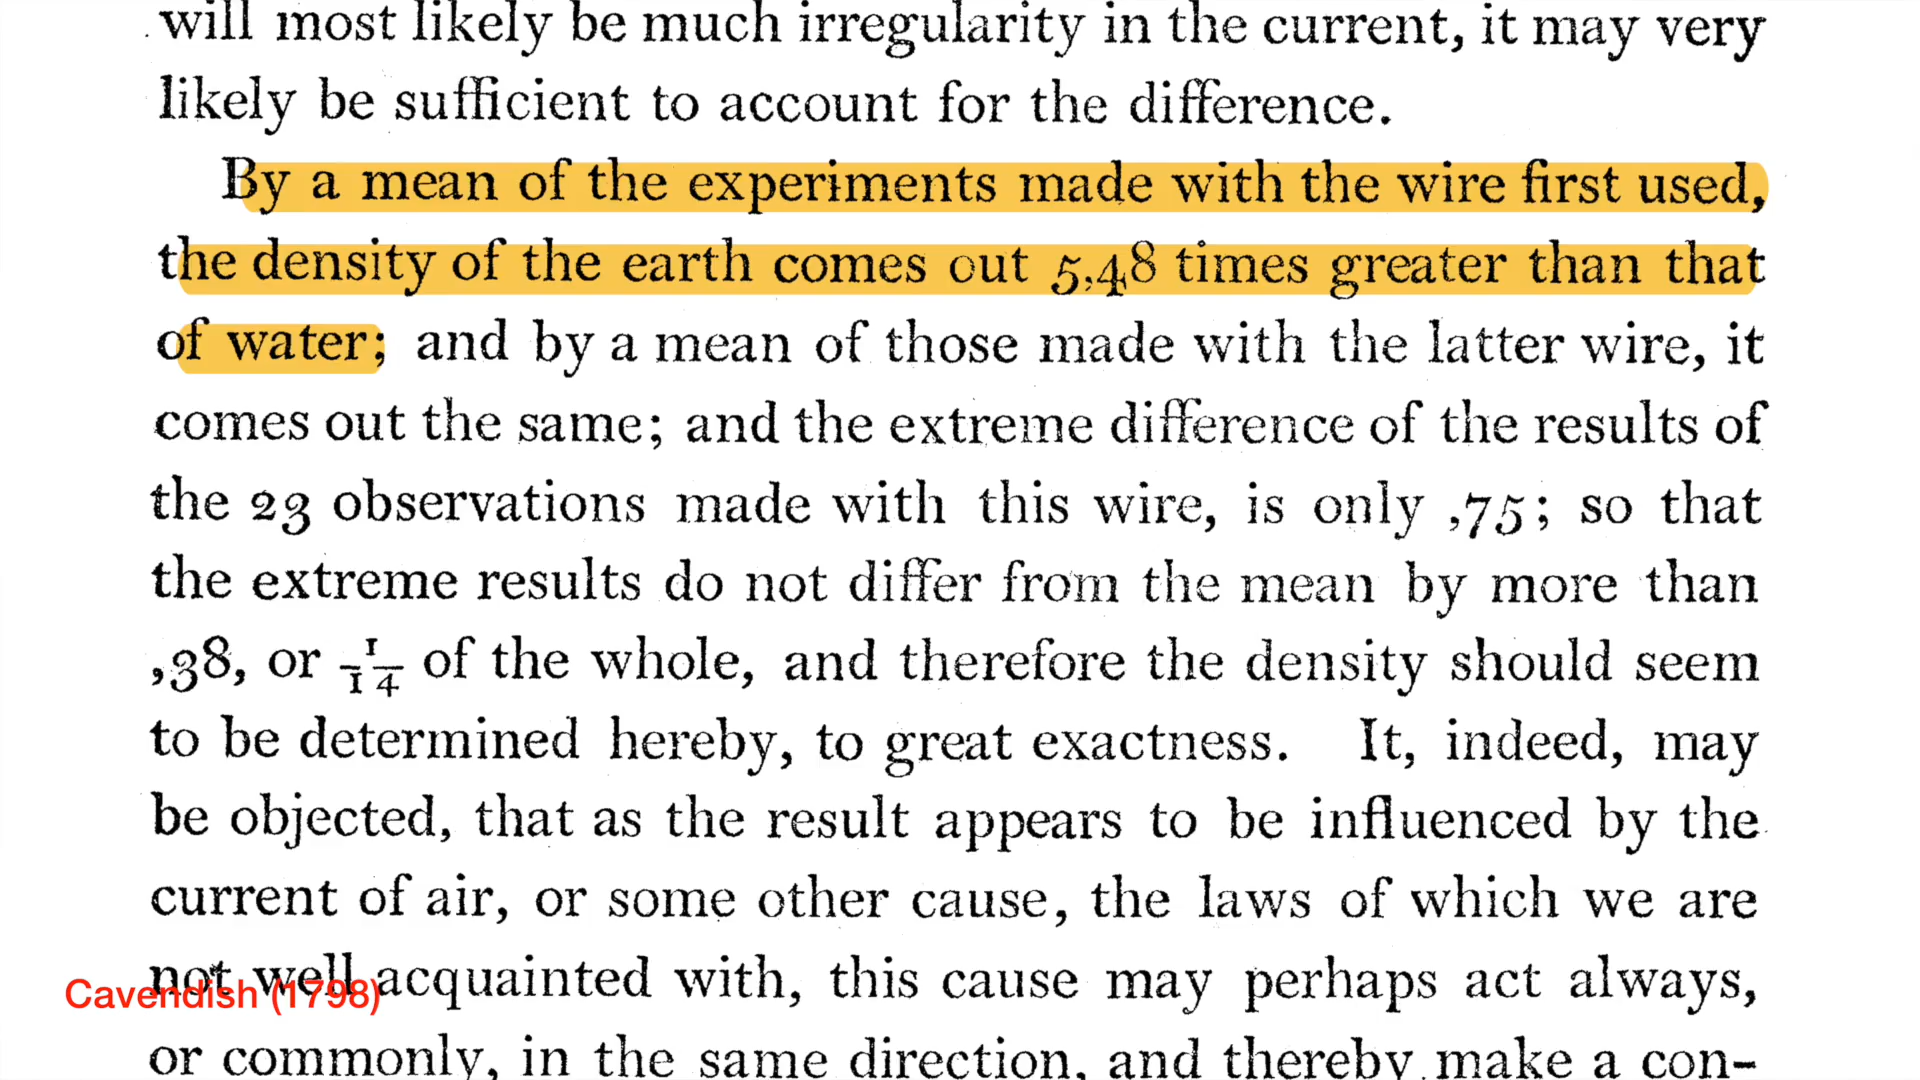 will most likely be much irregularity in the current, it may very
likely be sufficient to account for the difference.
By a mean of the experiments made with the wire first used,
the density of the earth comes out 5,48 times greater than that
of water; and by a mean of those made with the latter wire, it
comes out the same; and the extreme difference of the results of
the 23 observations made with this wire, is only ,75; so that
the extreme results do not differ from the mean by more than
,38, or 1/14 of the whole, and therefore the density should seem
to be determined hereby, to great exactness. It, indeed, may
be objected, that as the result appears to be influenced by the
current of air, or some other cause, the laws of which we are
not well acquainted with, this cause may perhaps act always,
Cavendish (1798)
or commonly, in the same direction, and thereby make a con-